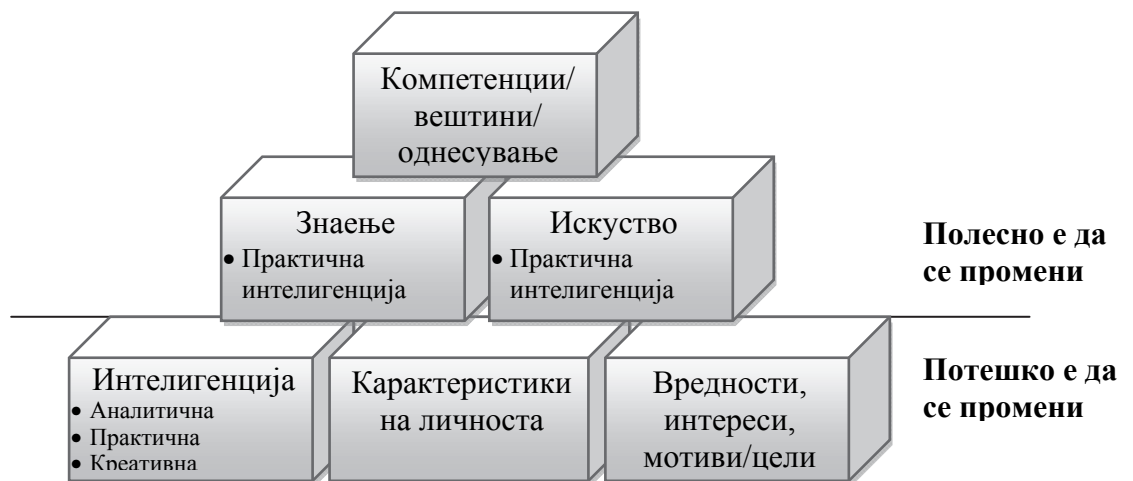 Компетенции/
вештини/
однесување
Знаење
• Практична
интелигенција
Искуство
• Практична
интелигенција
Полесно е да
се промени
Интелигенција
• Аналитична
• Практична
• Креативна
Карактеристики
на личноста
Вредности,
интереси,
мотиви/цели
Потешко е да
се промени